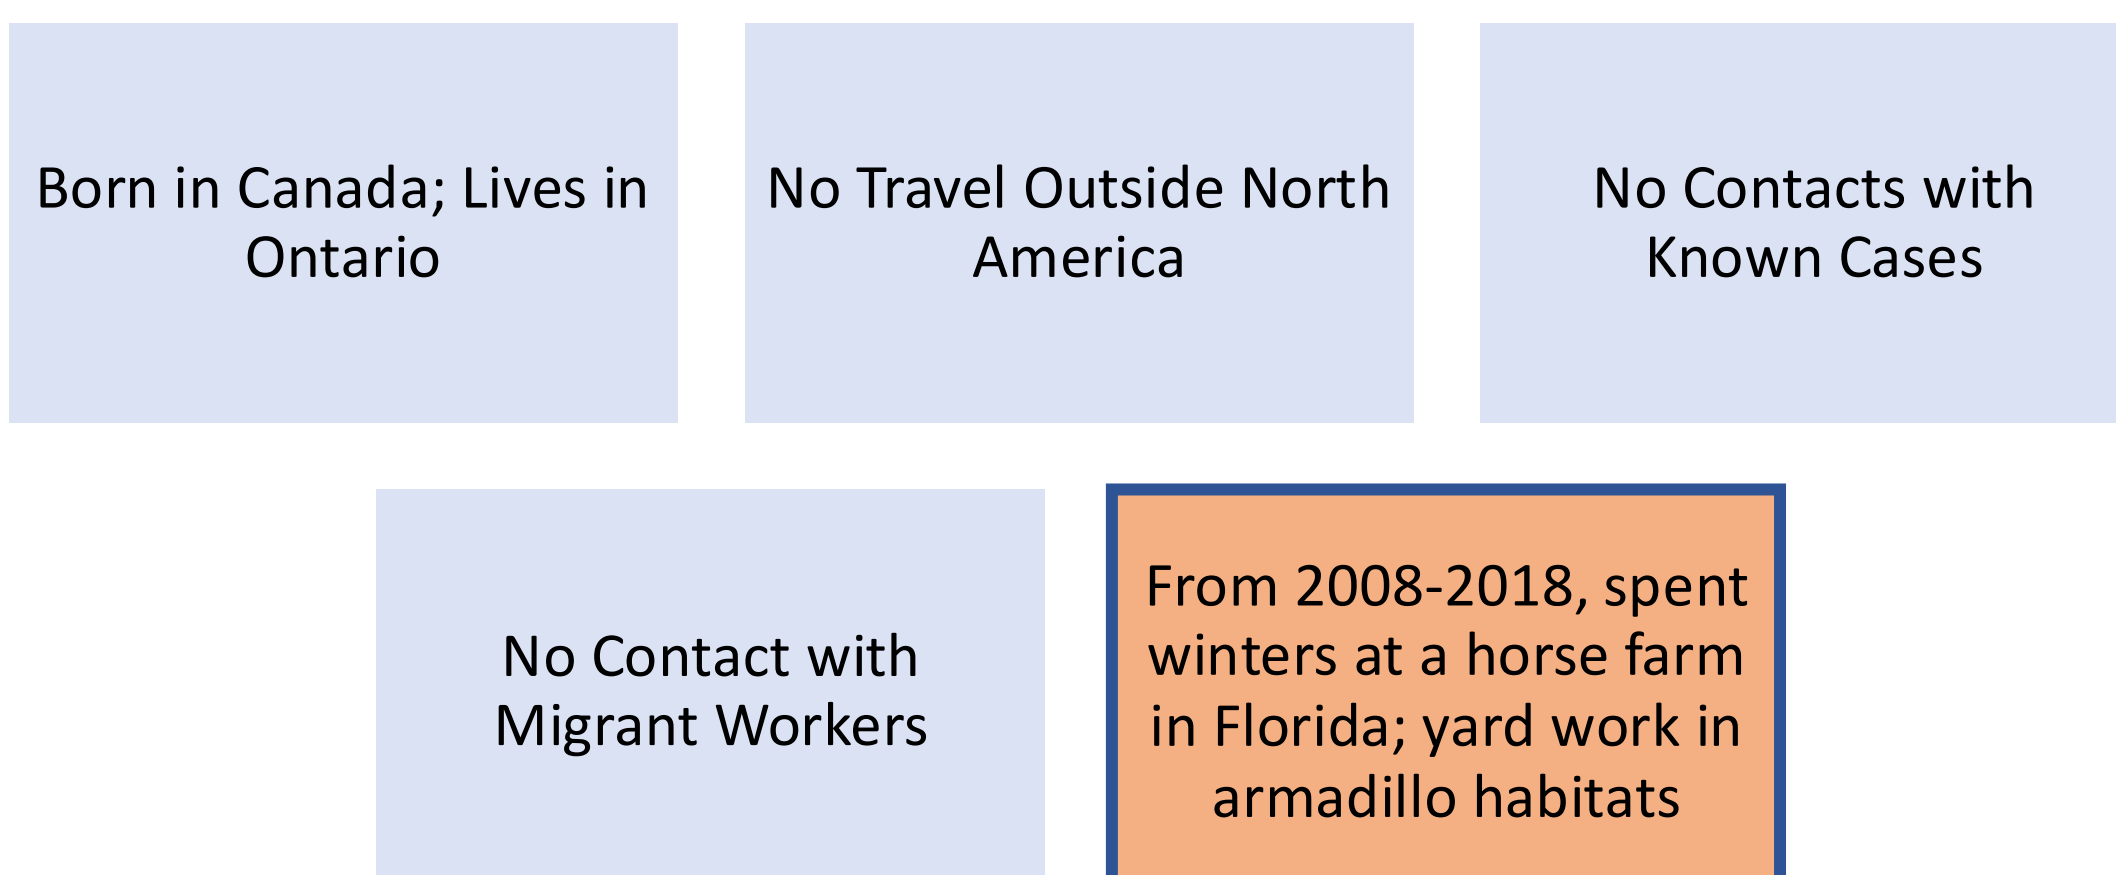 Born in Canada; Lives in
Ontario
No Travel Outside North
America
No Contacts with
Known Cases
No Contact with
Migrant Workers
From 2008-2018, spent
winters at a horse farm
in Florida; yard work in
armadillo habitats